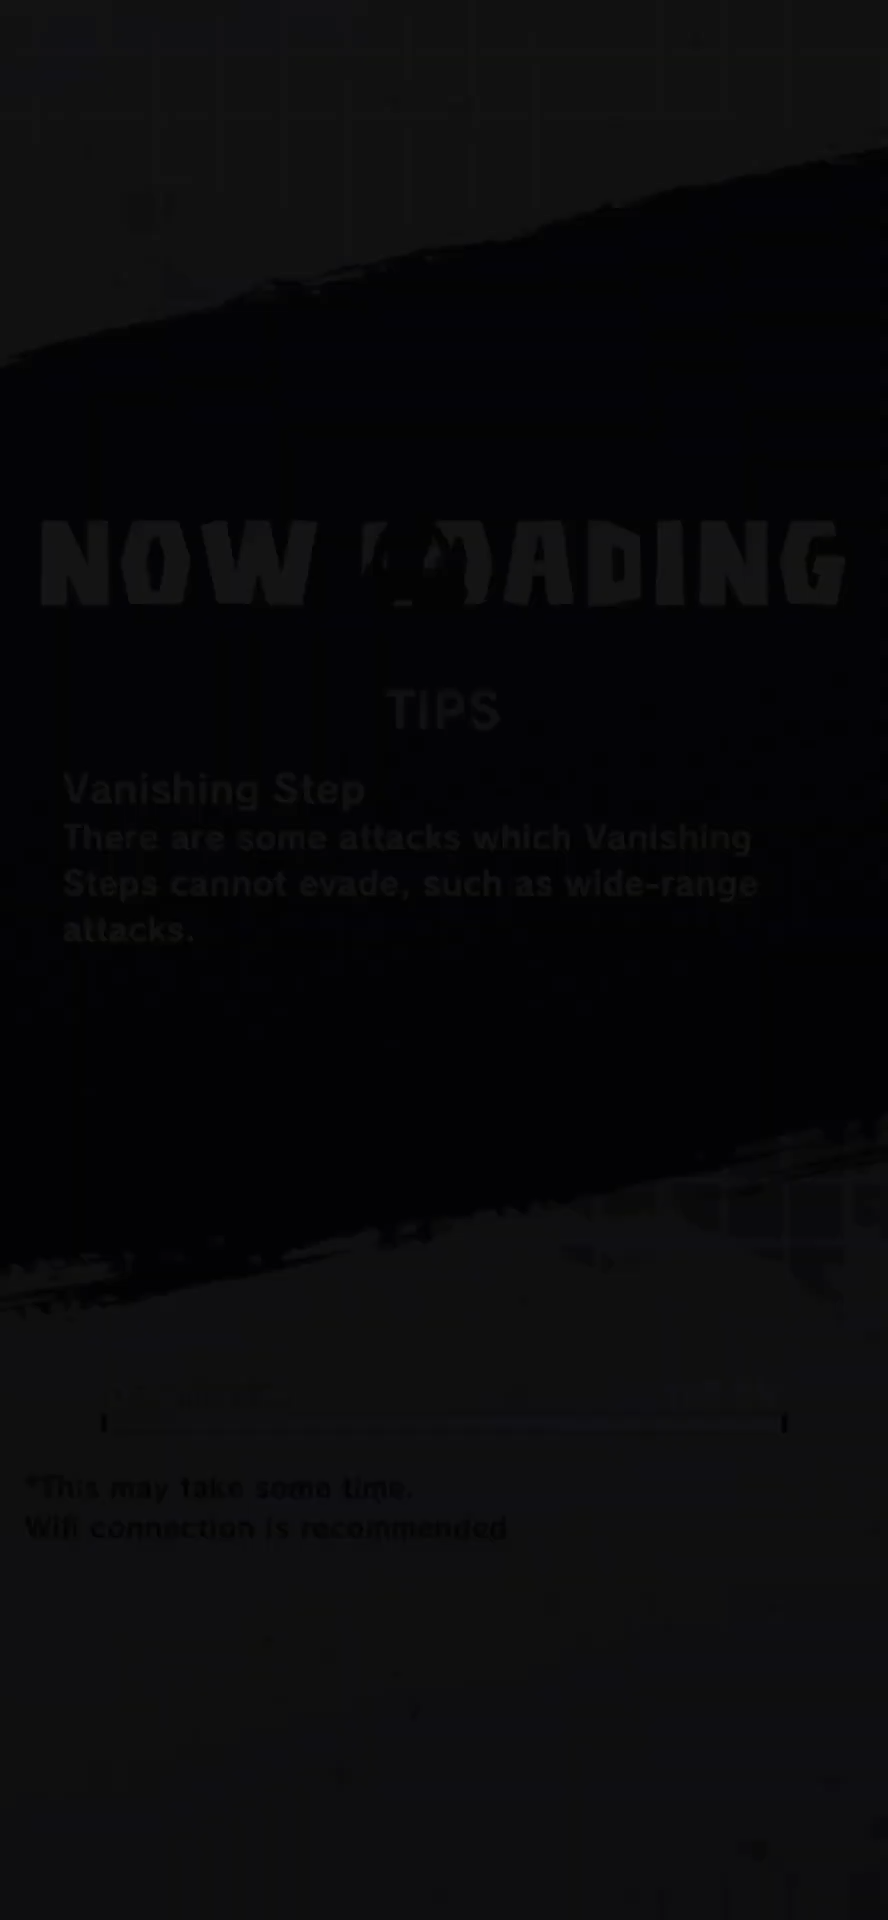 NOW LOADING
TIPS
Vanishing Step
There are some attacks which Vanishing
Steps cannot evade, such as wide-range
attacks.
*This may take some time.
Wifi connection is recommended